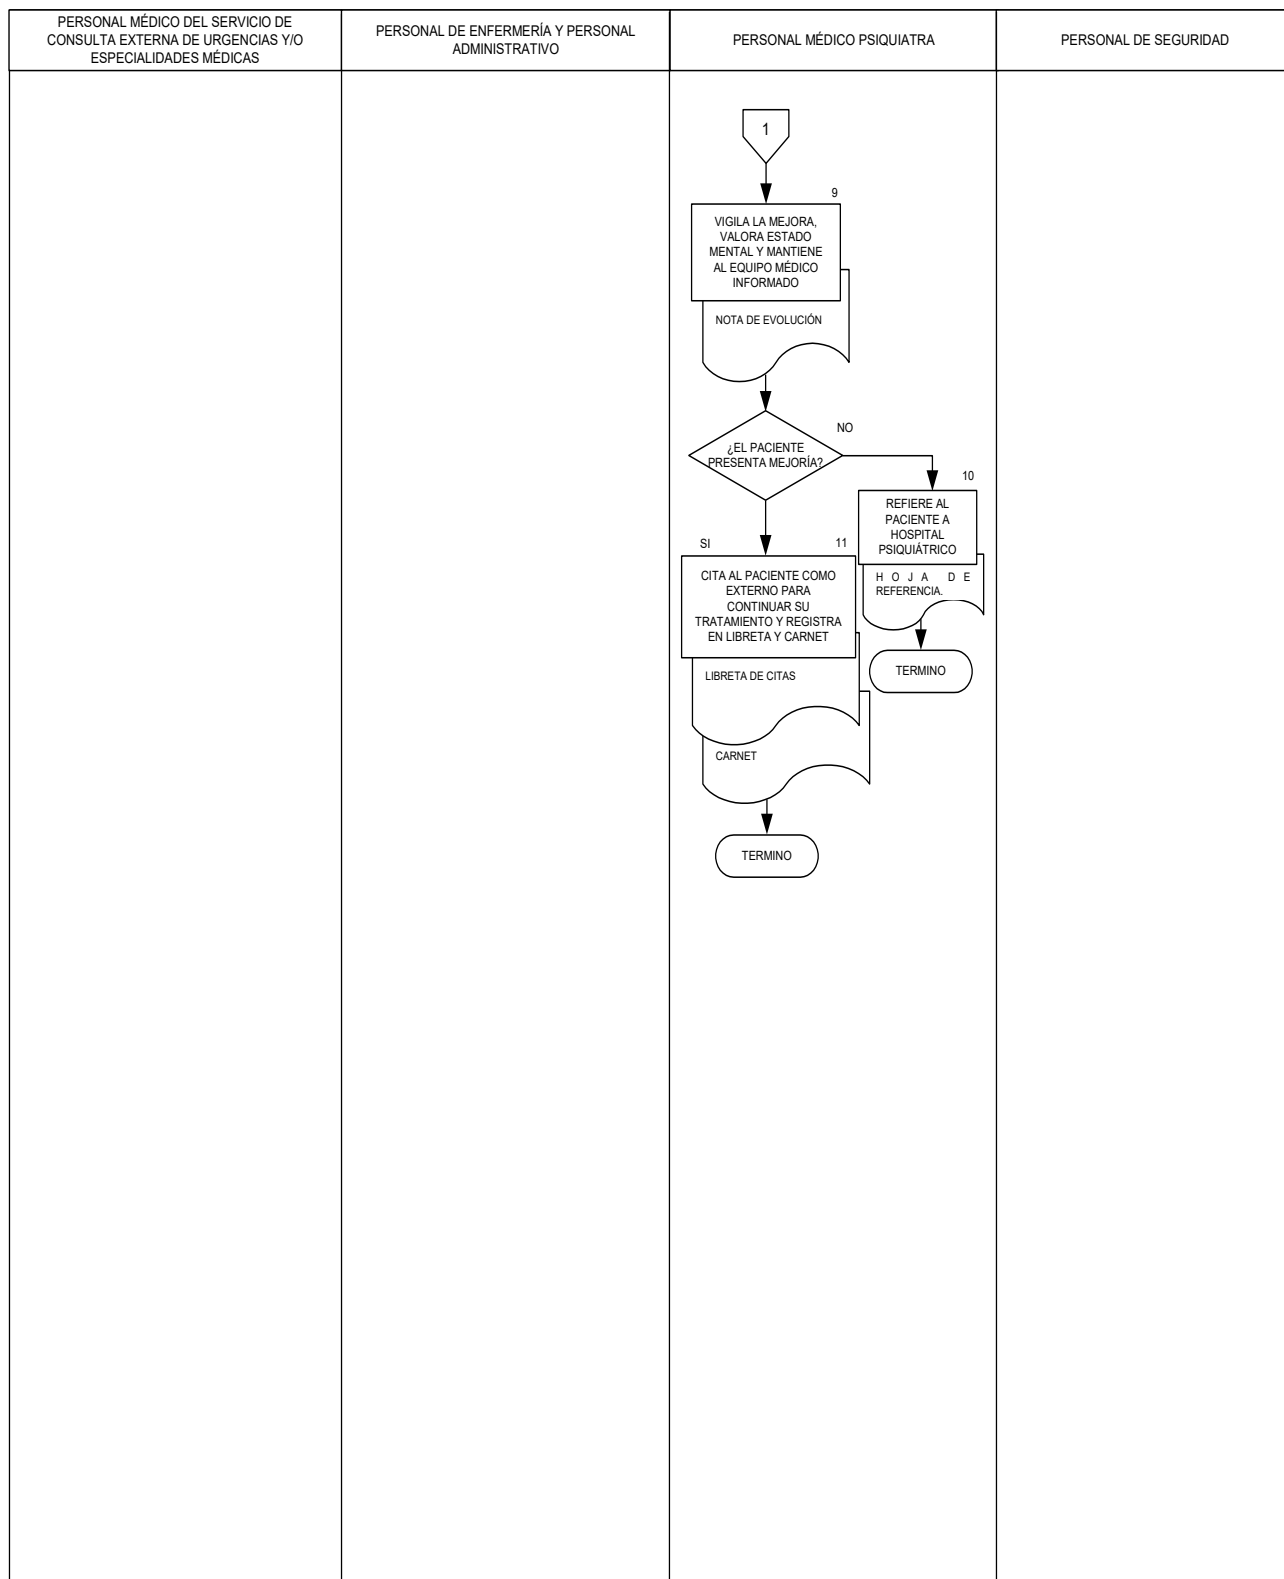 PERSONAL MÉDICO DEL SERVICIO DE
CONSULTA EXTERNA DE URGENCIAS Y/O
ESPECIALIDADES MÉDICAS
PERSONAL DE ENFERMERÍA Y PERSONAL
ADMINISTRATIVO
PERSONAL MÉDICO PSIQUIATRA
PERSONAL DE SEGURIDAD
1
9
VIGILA LA MEJORA,
VALORA ESTADO
MENTAL Y MANTIENE
AL EQUIPO MÉDICO
INFORMADO
NOTA DE EVOLUCIÓN
¿EL PACIENTE
PRESENTA MEJORÍA?
NO
10
REFIERE AL
PACIENTE A
HOSPITAL
PSIQUIÁTRICO
HOJA DE
REFERENCIA.
TERMINO
SI
11
CITA AL PACIENTE COMO
EXTERNO PARA
CONTINUAR SU
TRATAMIENTO Y REGISTRA
EN LIBRETA Y CARNET
LIBRETA DE CITAS
CARNET
TERMINO